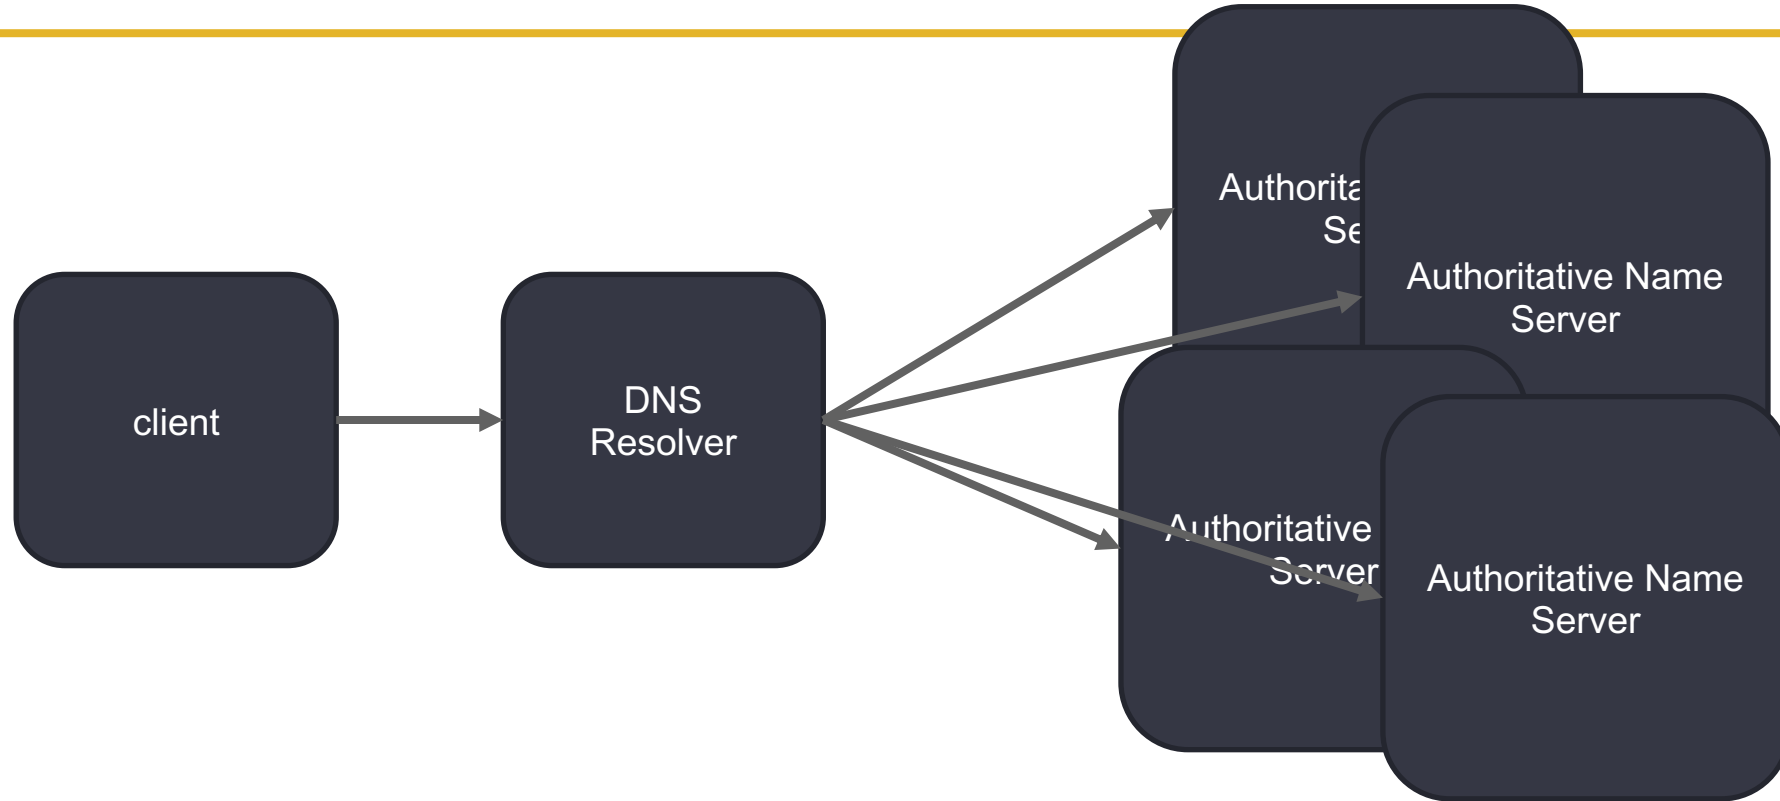 client
DNS
Resolver
Authorita
Se
Authoritative Name
Server
Authoritative
Server
Authoritative Name
Server